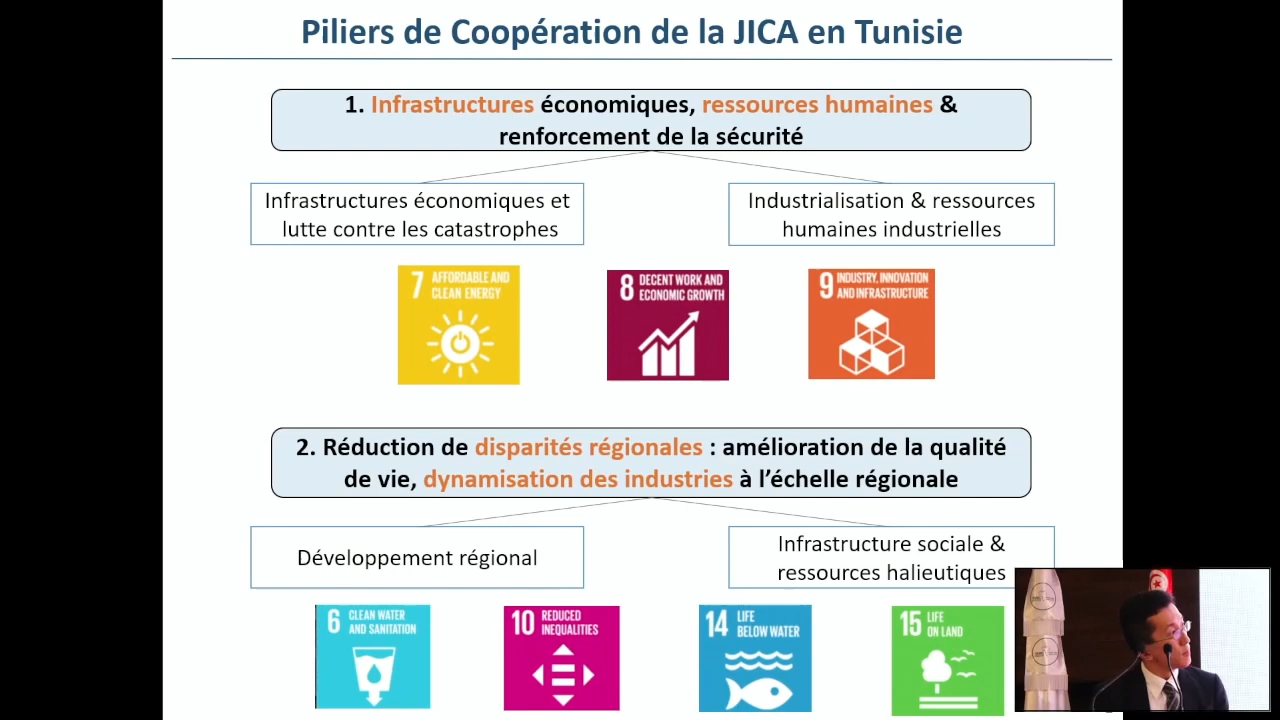 Piliers de Coopération de la JICA en Tunisie
1. Infrastructures économiques, ressources humaines &
renforcement de la sécurité
Infrastructures économiques et
lutte contre les catastrophes
Industrialisation & ressources
humaines industrielles
7 AFFORDABLE AND
CLEAN ENERGY
8 DECENT WORK AND
ECONOMIC GROWTH
9 INDUSTRY, INNOVATION
AND INFRASTRUCTURE
2. Réduction de disparités régionales : amélioration de la qualité
de vie, dynamisation des industries à l’échelle régionale
Développement régional
Infrastructure sociale &
ressources halieutiques
6 CLEAN WATER
AND SANITATION
10 REDUCED
INEQUALITIES
14 LIFE
BELOW WATER
15 LIFE
ON LAND